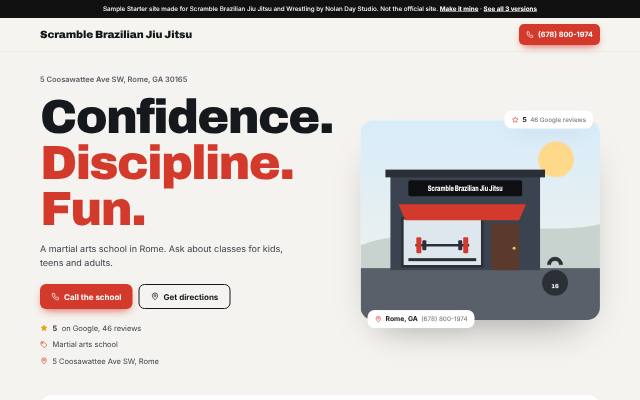 Sample Starter site made for Scramble Brazilian Jiu Jitsu and Wrestling by Nolan Day Studio. Not the official site. Make it mine · See all 3 versions
Scramble Brazilian Jiu Jitsu
(678) 800-1974
5 Coosawattee Ave SW, Rome, GA 30165
Confidence.
Discipline.
Fun.
A martial arts school in Rome. Ask about classes for kids,
teens and adults.
Call the school
Get directions
5 on Google, 46 reviews
Martial arts school
5 Coosawattee Ave SW, Rome
5 46 Google reviews
Scramble Brazilian Jiu Jitsu
16
Rome, GA (678) 800-1974